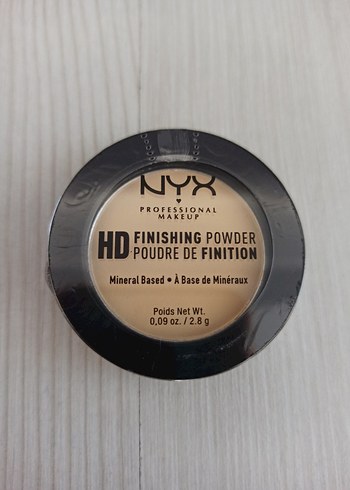 NYX
PROFESSIONAL
MAKEUP
HD FINISHING POWDER
POUDRE DE FINITION
Mineral Based • À Base de Minéraux
Poids Net Wt.
0,09 oz. / 2.8 g